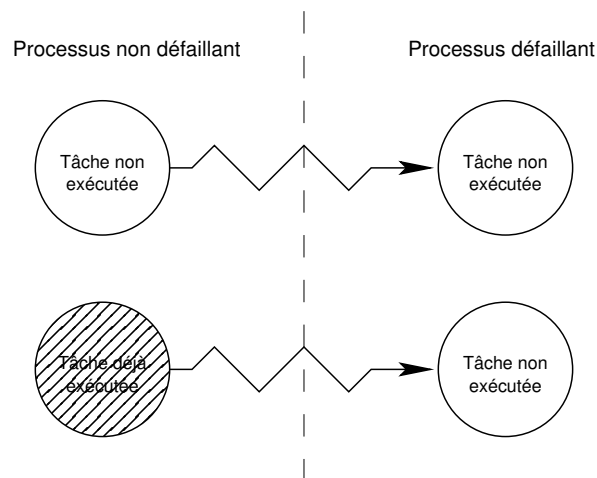 Processus non défaillant
Processus défaillant
Tâche non
exécutée
Tâche non
exécutée
Tâche déjà
exécutée
Tâche non
exécutée